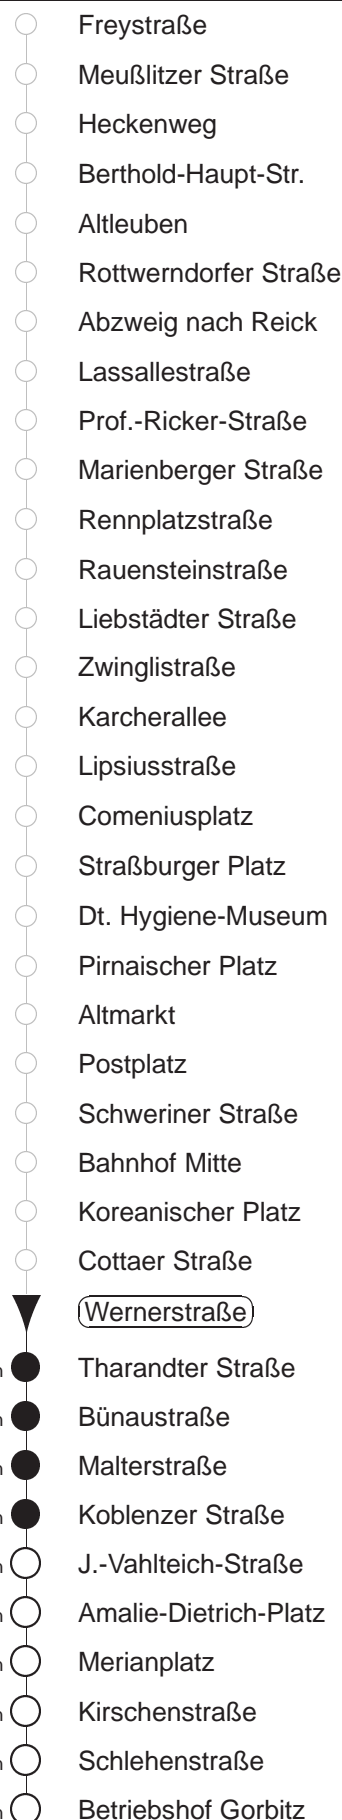 Freystraße
Meußlitzer Straße
Heckenweg
Berthold-Haupt-Str.
Altleuben
Rottwerndorfer Straße
Abzweig nach Reick
Lassallestraße
Prof.-Ricker-Straße
Marienberger Straße
Rennplatzstraße
Rauensteinstraße
Liebstädter Straße
Zwinglistraße
Karcherallee
Lipsiusstraße
Comeniusplatz
Straßburger Platz
Dt. Hygiene-Museum
Pirnaischer Platz
Altmarkt
Postplatz
Schweriner Straße
Bahnhof Mitte
Koreanischer Platz
Cottaer Straße
Wernerstraße
Tharandter Straße
Bünaustraße
Malterstraße
Koblenzer Straße
J.-Vahlteich-Straße
Amalie-Dietrich-Platz
Merianplatz
Kirschenstraße
Schlehenstraße
Betriebshof Gorbitz